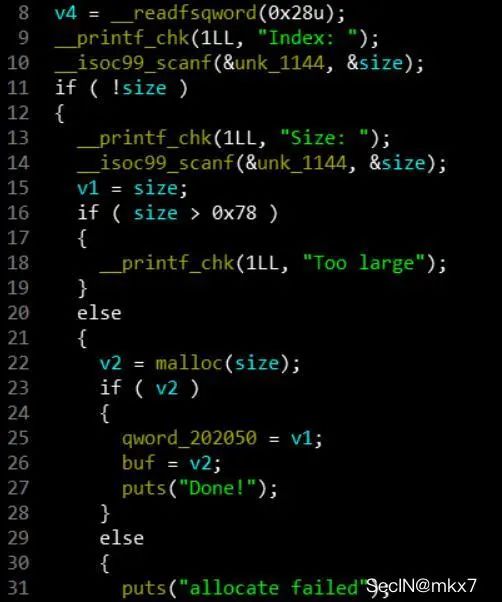 8 v4 = __readfsqword(0x28u);
9 __printf_chk(1LL, "Index: ");
10 __isoc99_scanf(&unk_1144, &size);
11 if ( !size )
12 {
13 __printf_chk(1LL, "Size: ");
14 __isoc99_scanf(&unk_1144, &size);
15 v1 = size;
16 if ( size > 0x78 )
17 {
18 __printf_chk(1LL, "Too large");
19 }
20 else
21 {
22 v2 = malloc(size);
23 if ( v2 )
24 {
25 qword_202050 = v1;
26 buf = v2;
27 puts("Done!");
28 }
29 else
30 {
31 puts("allocate failed");
SecIN@mkx7